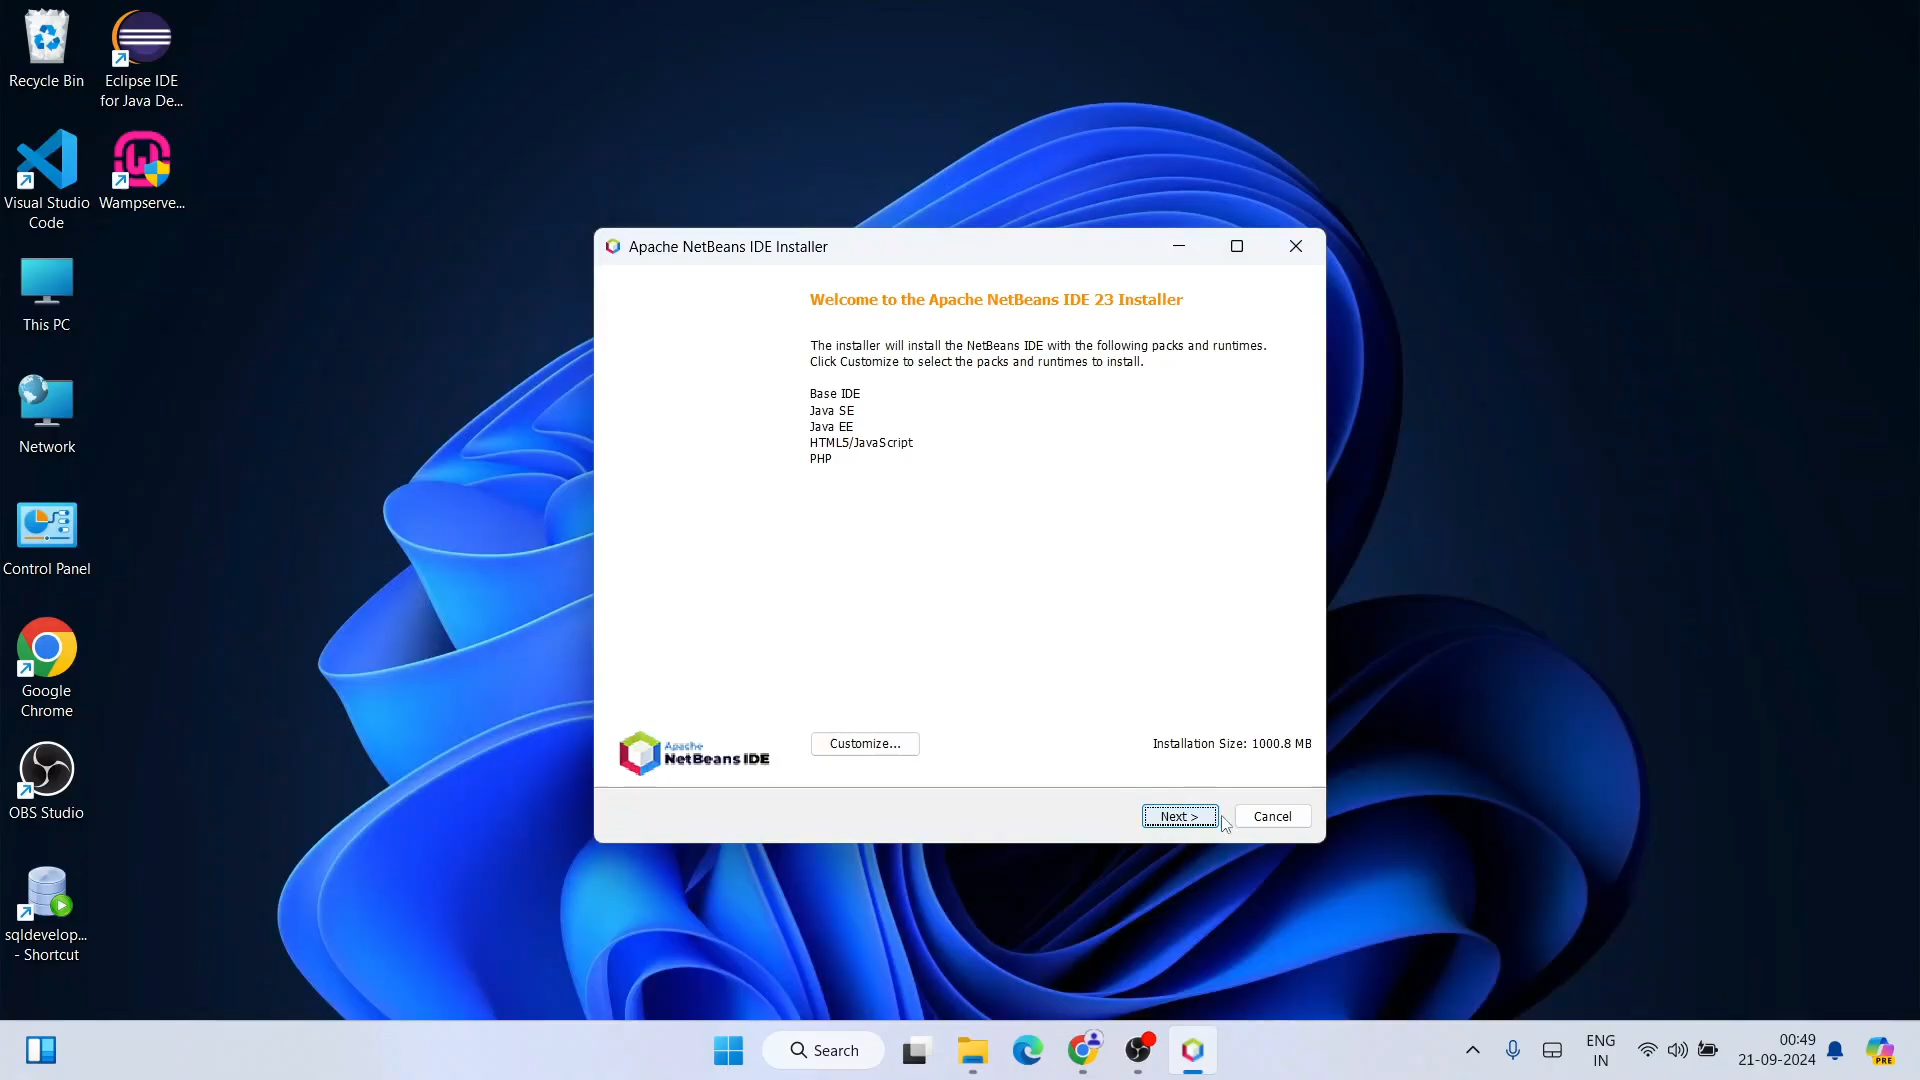 Recycle Bin
Eclipse IDE
for Java De...
Visual Studio
Code
Wampserve...
This PC
Network
Control Panel
Google
Chrome
OBS Studio
sqldevelop...
- Shortcut
Apache NetBeans IDE Installer
Welcome to the Apache NetBeans IDE 23 Installer
The installer will install the NetBeans IDE with the following packs and runtimes.
Click Customize to select the packs and runtimes to install.
Base IDE
Java SE
Java EE
HTML5/JavaScript
PHP
Apache
NetBeans IDE
Customize...
Installation Size: 1000.8 MB
Next >
Cancel
Search
ENG
IN
00:49
21-09-2024
PRE